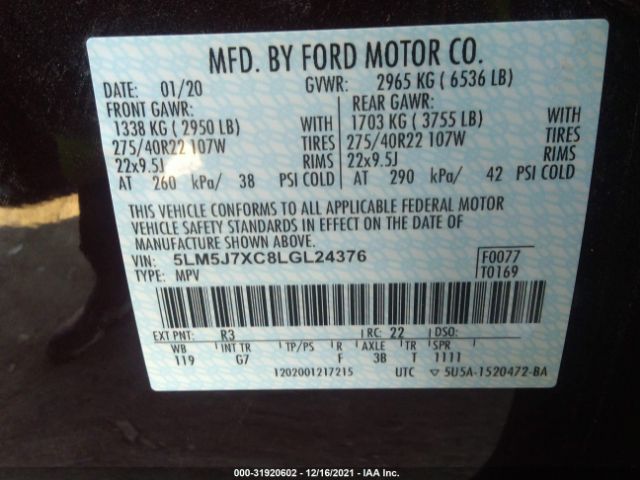 MFD. BY FORD MOTOR CO.
DATE: 01/20 GVWR: 2965 KG ( 6536 LB)
FRONT GAWR: REAR GAWR:
1338 KG ( 2950 LB) WITH 1703 KG ( 3755 LB) WITH
275/40R22 107W TIRES 275/40R22 107W TIRES
22x9.5J RIMS 22x9.5J RIMS
AT 260 kPa/ 38 PSI COLD AT 290 kPa/ 42 PSI COLD
THIS VEHICLE CONFORMS TO ALL APPLICABLE FEDERAL MOTOR
VEHICLE SAFETY STANDARDS IN EFFECT ON THE DATE OF
MANUFACTURE SHOWN ABOVE.
VIN: 5LM5J7XC8LGL24376 F0077
TYPE: MPV T0169
EXT PNT: R3 RC: 22 DSO:
WB INT TR TP/PS R AXLE TR SPR
119 G7 F 3B T 1111
1202001217215 UTC ▽ 5U5A-1520472-BA
000-31920602 - 12/16/2021 - IAA Inc.